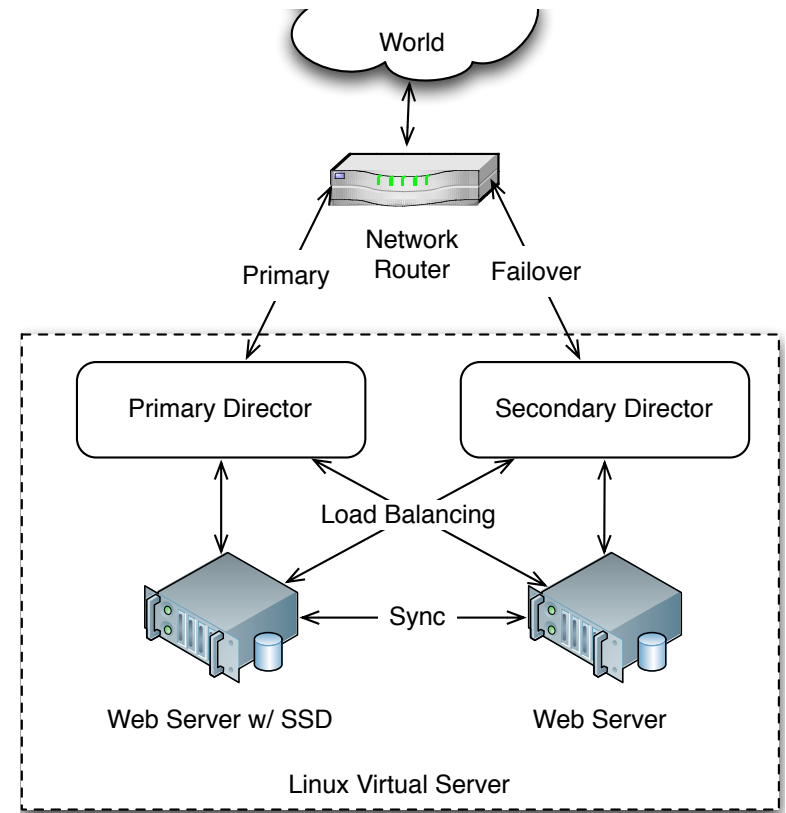 World
Network
Router
Primary
Failover
Primary Director
Secondary Director
Load Balancing
Sync
Web Server w/ SSD
Web Server
Linux Virtual Server